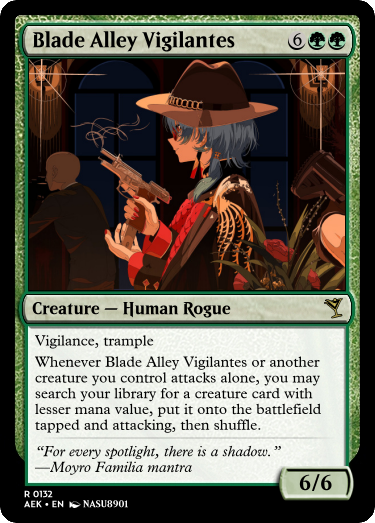 Blade Alley Vigilantes 6
Creature — Human Rogue
Vigilance, trample
Whenever Blade Alley Vigilantes or another
creature you control attacks alone, you may
search your library for a creature card with
lesser mana value, put it onto the battlefield
tapped and attacking, then shuffle.
“For every spotlight, there is a shadow.”
—Moyro Familia mantra
6/6
R 0132
AEK • EN NASU8901